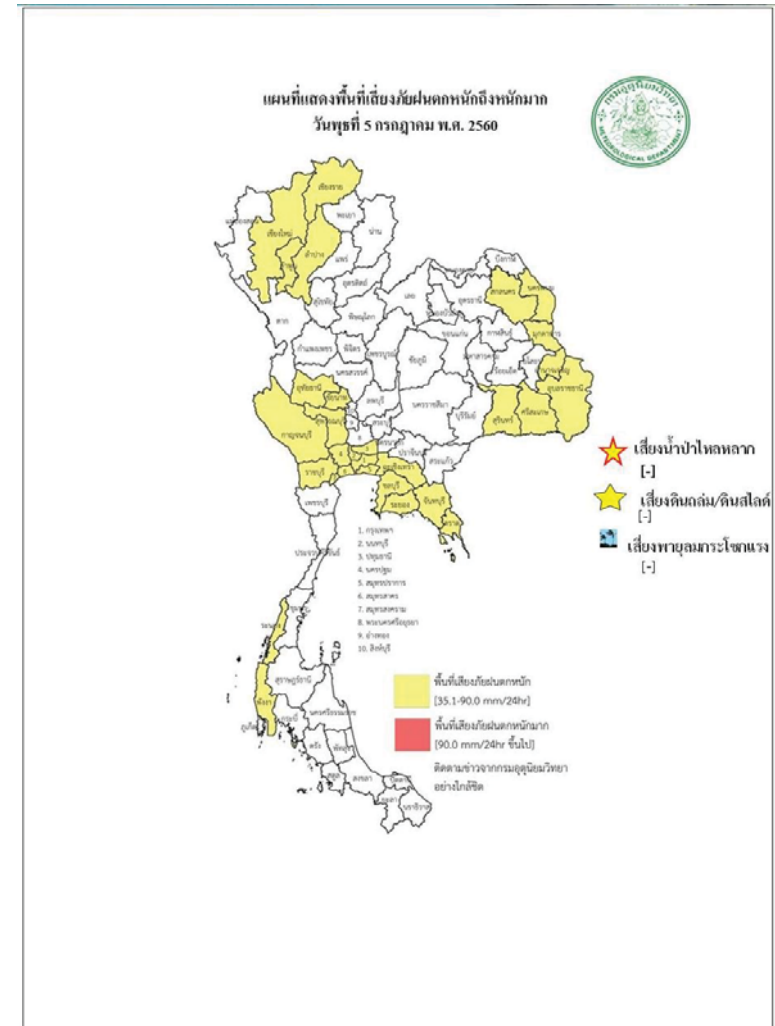 แผนที่แสดงพื้นที่เสี่ยงภัยฝนตกหนักถึงหนักมาก
วันพุธที่ 5 กรกฎาคม พ.ศ. 2560
กรมอุตุนิยมวิทยา
METEOROLOGICAL DEPARTMENT
เชียงราย
พะเยา
น่าน
เชียงใหม่
ลำปาง
แพร่
อุตรดิตถ์
สุโขทัย
ตาก
พิษณุโลก
เลย
บึงกาฬ
สกลนคร
อุดรธานี
ขอนแก่น
กาฬสินธุ์
มุกดาหาร
กำแพงเพชร
พิจิตร
เพชรบูรณ์
ชัยภูมิ
ร้อยเอ็ด
นครสวรรค์
อุทัยธานี
ชัยนาท
ลพบุรี
นครราชสีมา
บุรีรัมย์
สุรินทร์
ศรีสะเกษ
อุบลราชธานี
กาญจนบุรี
สระบุรี
ปราจีนบุรี
สระแก้ว
ราชบุรี
ฉะเชิงเทรา
ชลบุรี
ระยอง
จันทบุรี
ตราด
เพชรบุรี
เสี่ยงน้ำป่าไหลหลาก
[-]
เสี่ยงดินถล่ม/ดินสไลด์
[-]
เสี่ยงพายุลมกระโชกแรง
[-]
1. กรุงเทพฯ
2. นนทบุรี
3. ปทุมธานี
4. นครปฐม
5. สมุทรปราการ
6. สมุทรสาคร
7. สมุทรสงคราม
8. พระนครศรีอยุธยา
9. อ่างทอง
10. สิงห์บุรี
ระนอง
สุราษฎร์ธานี
พังงา
กระบี่
นครศรีธรรมราช
ภูเก็ต
ตรัง
พัทลุง
สตูล
สงขลา
ยะลา
นราธิวาส
พื้นที่เสี่ยงภัยฝนตกหนัก
[35.1-90.0 mm/24hr]
พื้นที่เสี่ยงภัยฝนตกหนักมาก
[90.0 mm/24hr ขึ้นไป]
ติดตามข่าวจากกรมอุตุนิยมวิทยา
อย่างใกล้ชิด